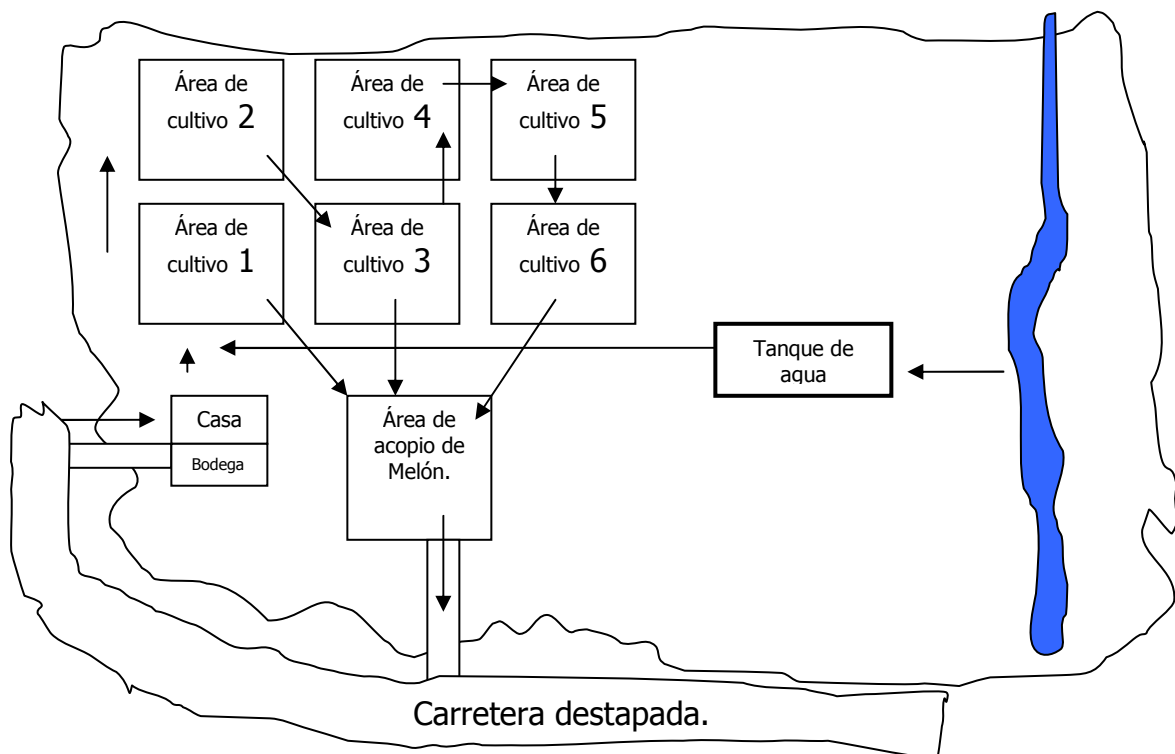 Área de
cultivo 2
Área de
cultivo 4
Área de
cultivo 5
Área de
cultivo 1
Área de
cultivo 3
Área de
cultivo 6
Tanque de
agua
Casa
Bodega
Área de
acopio de
Melón.
Carretera destapada.